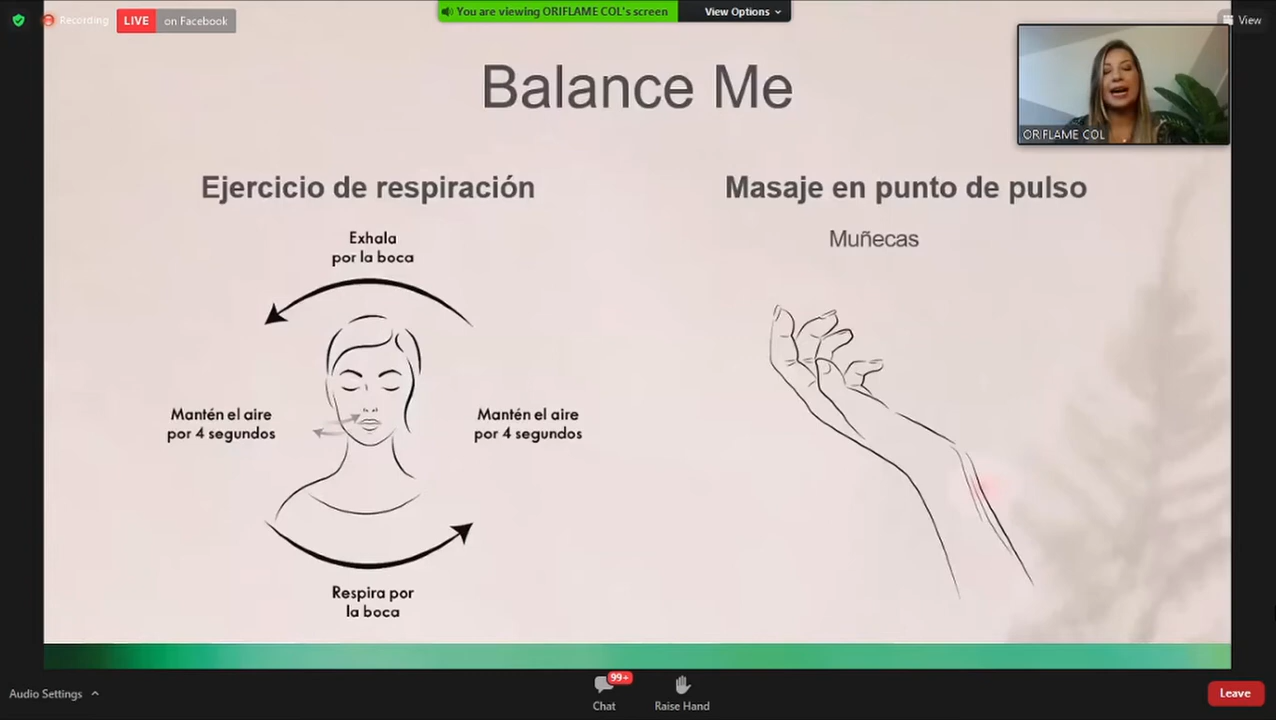 Recording
LIVE on Facebook
You are viewing ORIFLAME COL's screen
View Options
View
ORIFLAME COL
Balance Me
Ejercicio de respiración
Exhala
por la boca
Mantén el aire
por 4 segundos
Mantén el aire
por 4 segundos
Respira por
la boca
Masaje en punto de pulso
Muñecas
Audio Settings
99+
Chat
Raise Hand
Leave